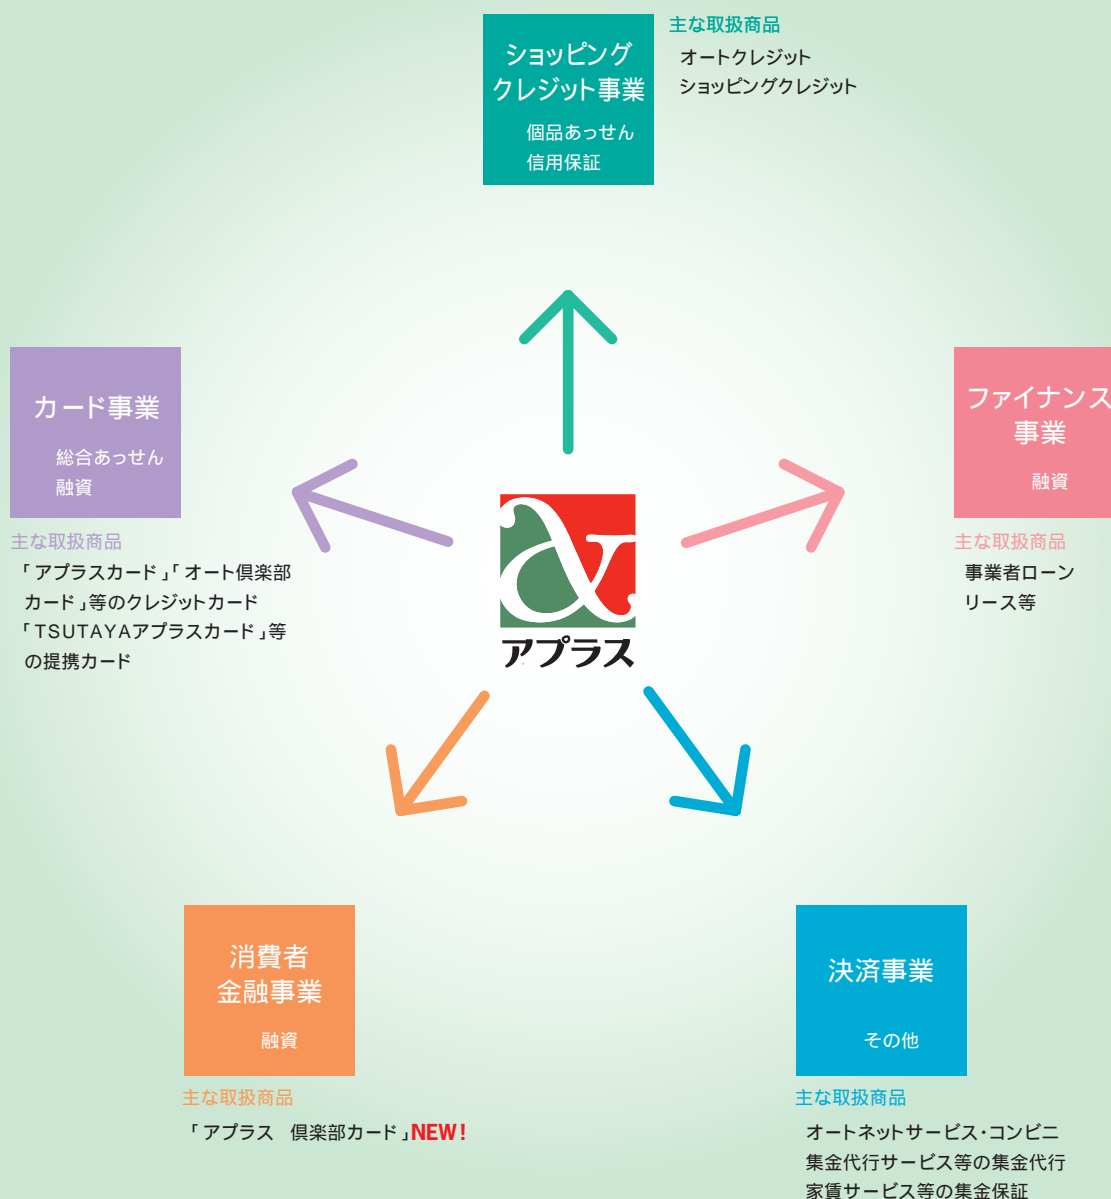 ショッピング
クレジット事業
個品あっせん
信用保証
主な取扱商品
オートクレジット
ショッピングクレジット
カード事業
総合あっせん
融資
主な取扱商品
「アプラスカード」「オート倶楽部
カード」等のクレジットカード
「TSUTAYAアプラスカード」等
の提携カード
ファイナンス
事業
融資
主な取扱商品
事業者ローン
リース等
アプラス
消費者
金融事業
融資
主な取扱商品
「アプラス 倶楽部カード」NEW!
決済事業
その他
主な取扱商品
オートネットサービス・コンビニ
集金代行サービス等の集金代行
家賃サービス等の集金保証